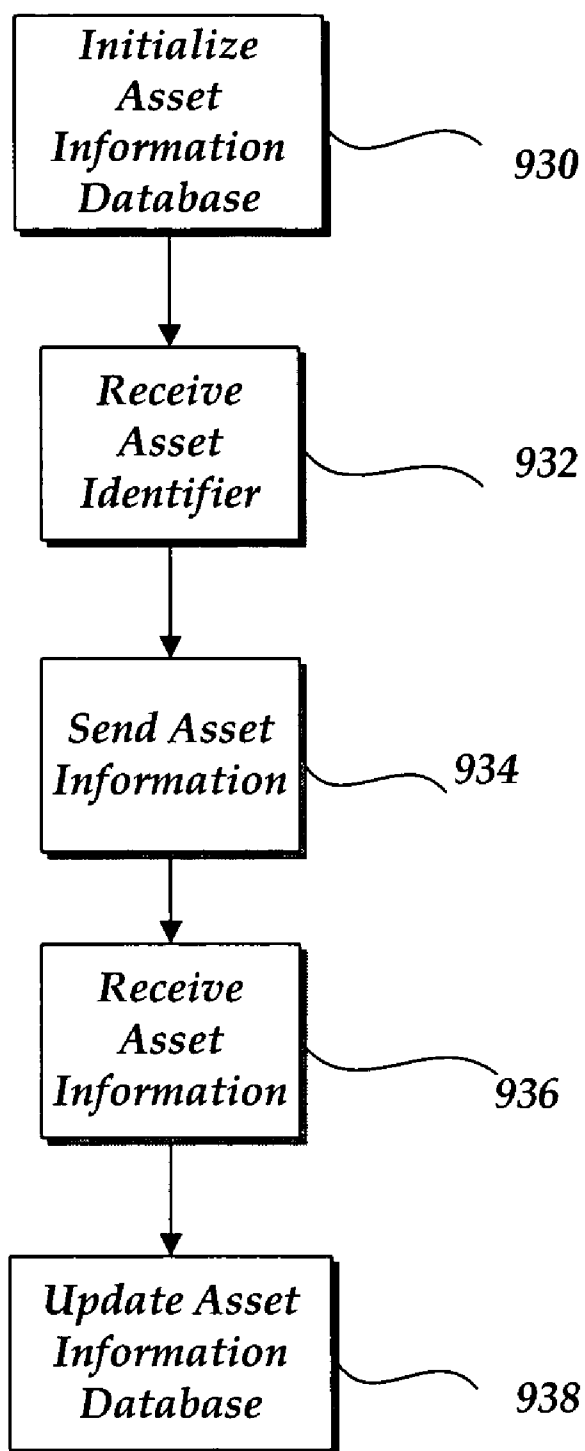 Initialize
Asset
Information
Database
930
Receive
Asset
Identifier
932
Send Asset
Information
934
Receive
Asset
Information
936
Update Asset
Information
Database
938